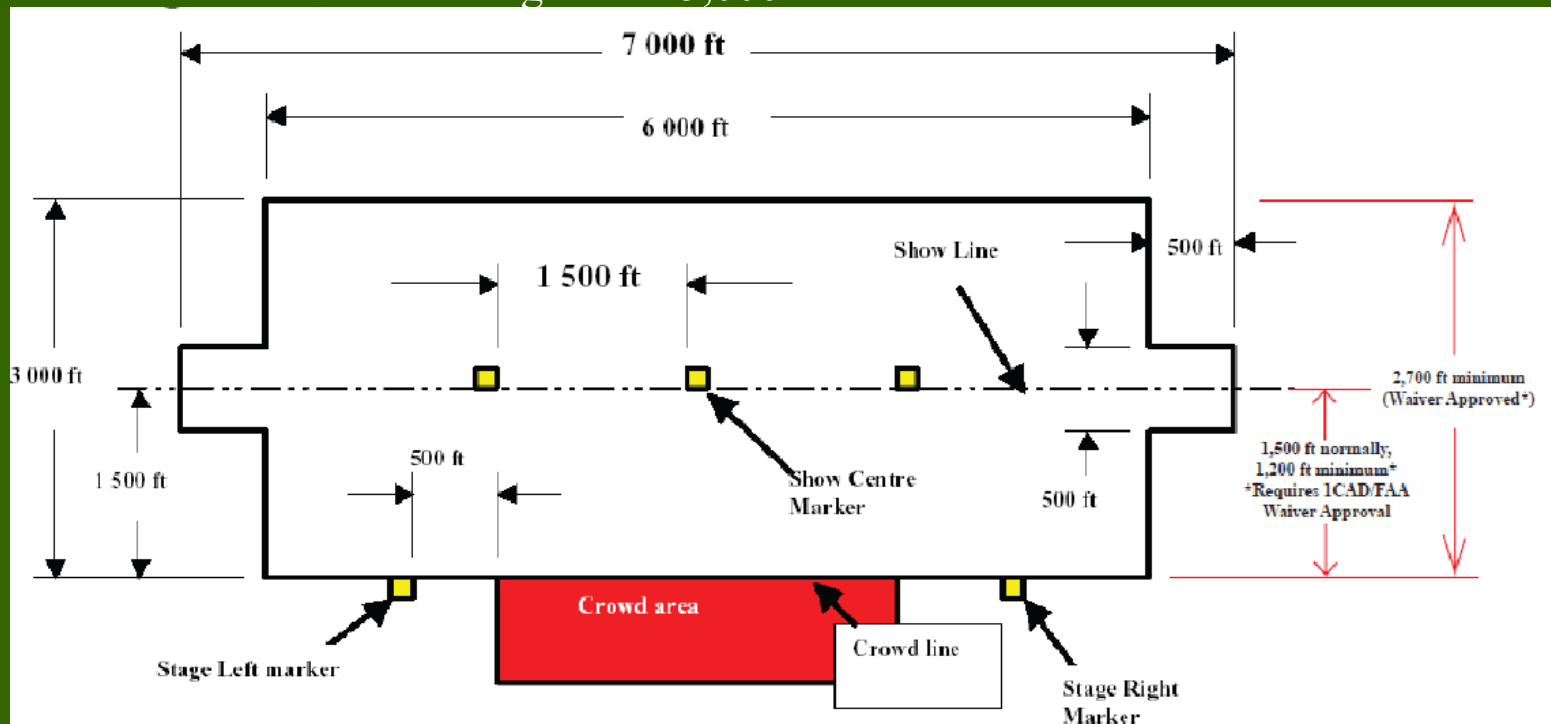 7 000 ft
6 000 ft
Show Line
500 ft
1 500 ft
3 000 ft
2,700 ft minimum
(Waiver Approved*)
500 ft
1 500 ft
Show Centre
Marker
500 ft
1,500 ft normally,
1,200 ft minimum*
*Requires 1CAD/FAA
Waiver Approval
Crowd area
Crowd line
Stage Left marker
Stage Right
Marker